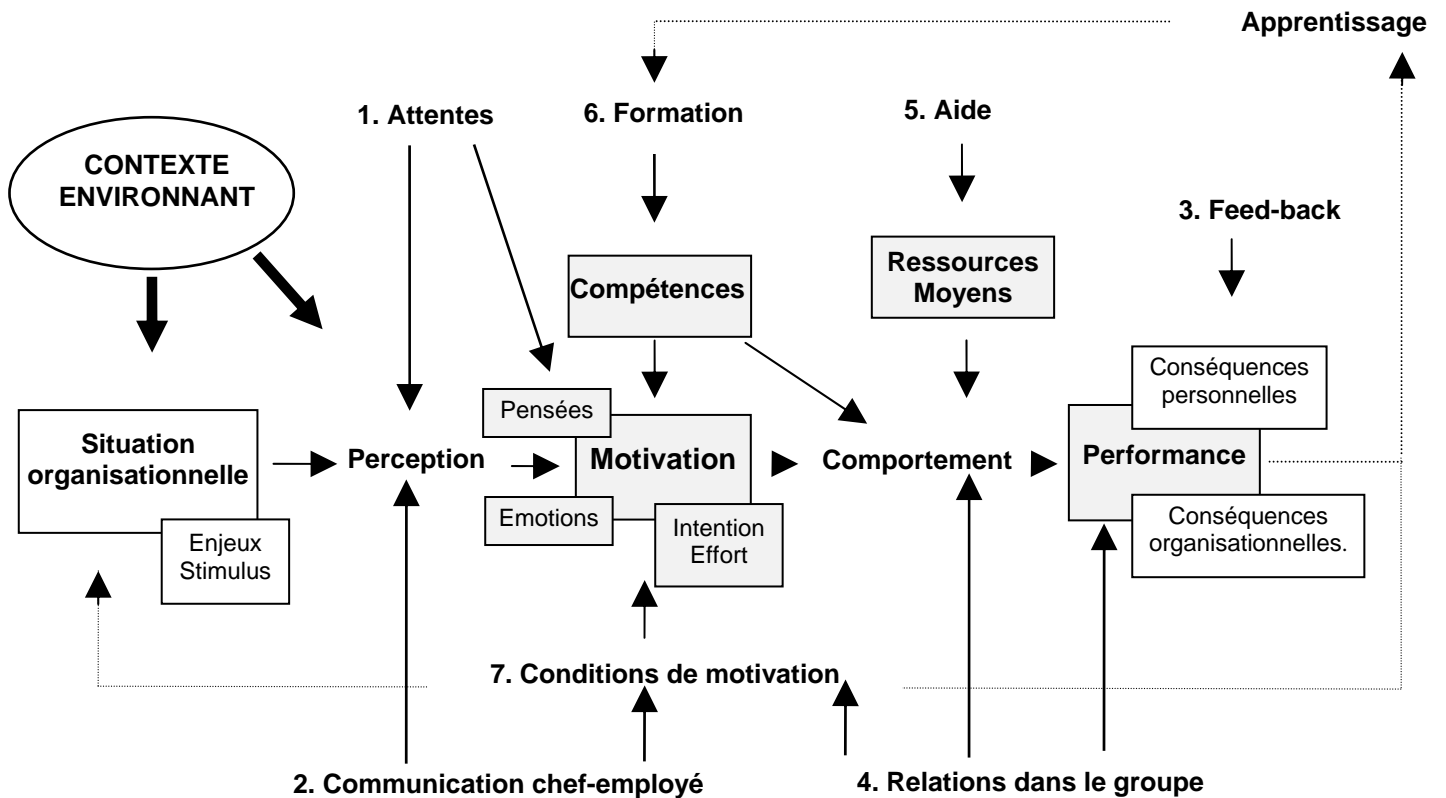 Apprentissage
1. Attentes
6. Formation
5. Aide
CONTEXTE
ENVIRONNANT
3. Feed-back
Compétences
Ressources
Moyens
Pensées
Conséquences
personnelles
Situation
organisationnelle
Perception
Motivation
Comportement
Performance
Emotions
Enjeux
Stimulus
Intention
Effort
Conséquences
organisationnelles.
7. Conditions de motivation
2. Communication chef-employé
4. Relations dans le groupe